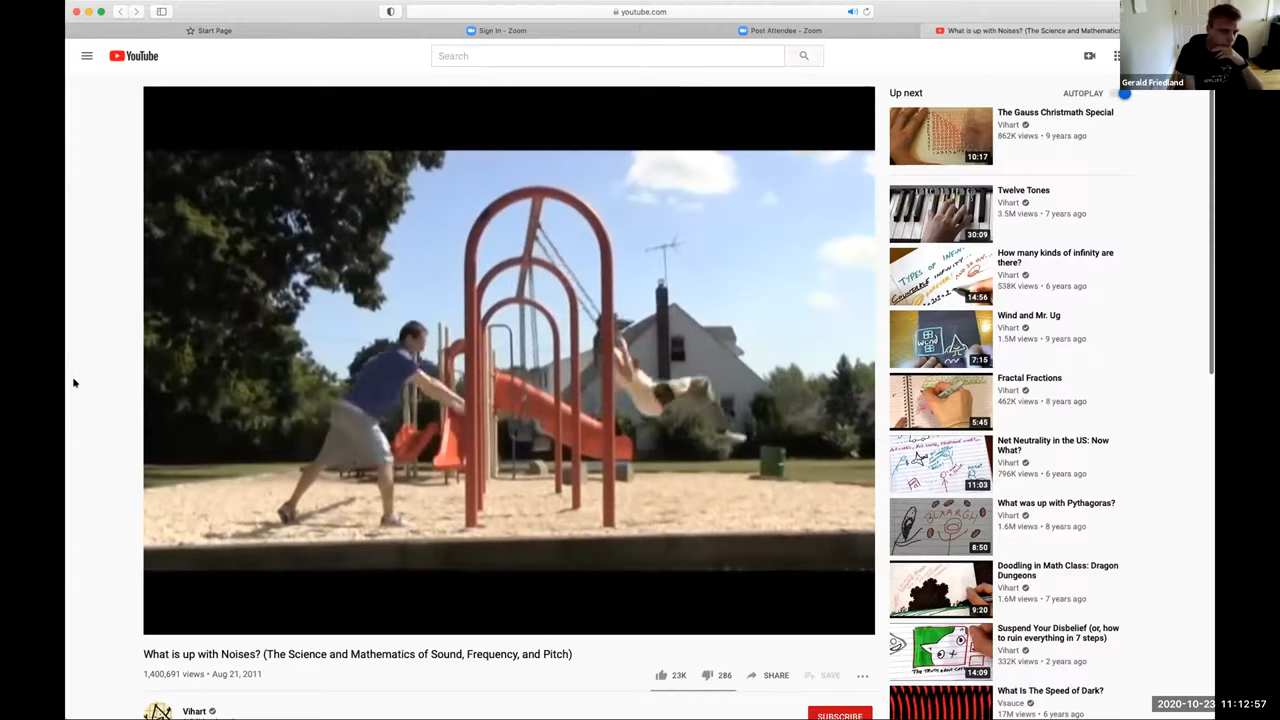 youtube.com
Start Page
Sign In - Zoom
Post Attendee - Zoom
What is up with Noises? (The Science and Mathematics
Gerald Friedland
YouTube
Search
Up next
AUTOPLAY
The Gauss Christmath Special
Vihart
862K views • 9 years ago
10:17
Twelve Tones
Vihart
3.5M views • 7 years ago
30:09
How many kinds of infinity are
there?
Vihart
538K views • 6 years ago
14:56
Wind and Mr. Ug
Vihart
1.5M views • 9 years ago
7:15
Fractal Fractions
Vihart
462K views • 8 years ago
5:45
Net Neutrality in the US: Now
What?
Vihart
796K views • 6 years ago
11:03
What was up with Pythagoras?
Vihart
1.6M views • 8 years ago
8:50
Doodling in Math Class: Dragon
Dungeons
Vihart
1.6M views • 7 years ago
9:20
Suspend Your Disbelief (or, how
to ruin everything in 7 steps)
Vihart
332K views • 2 years ago
14:09
What Is The Speed of Dark?
Vsauce
17M views • 6 years ago
What is up with Noises? (The Science and Mathematics of Sound, Frequency, and Pitch)
1,400,691 views • Aug 21, 2011
23K
286
SHARE
SAVE
Vihart
SUBSCRIBE
2020-10-23 11:12:57